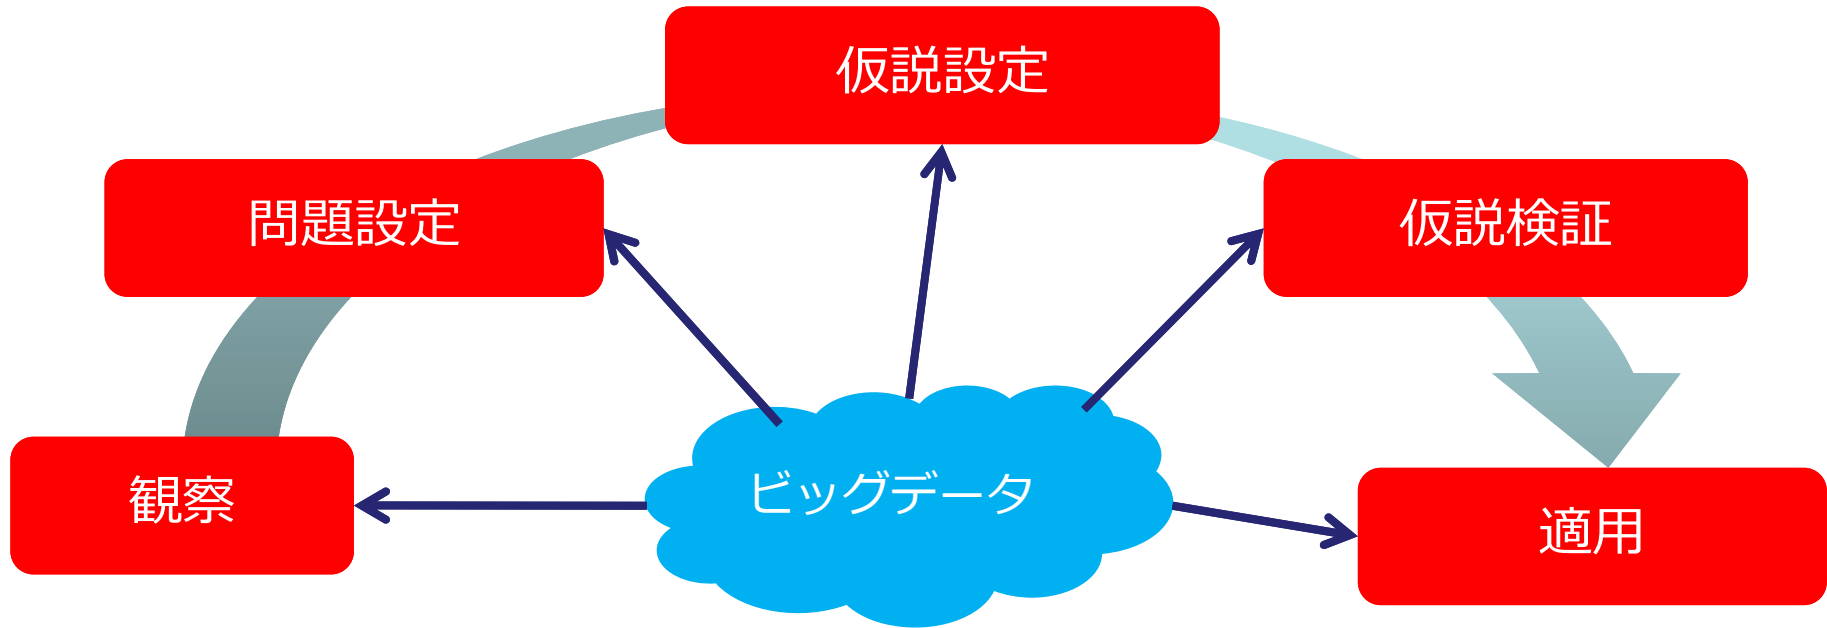 仮説設定
問題設定
仮説検証
観察
ビッグデータ
適用